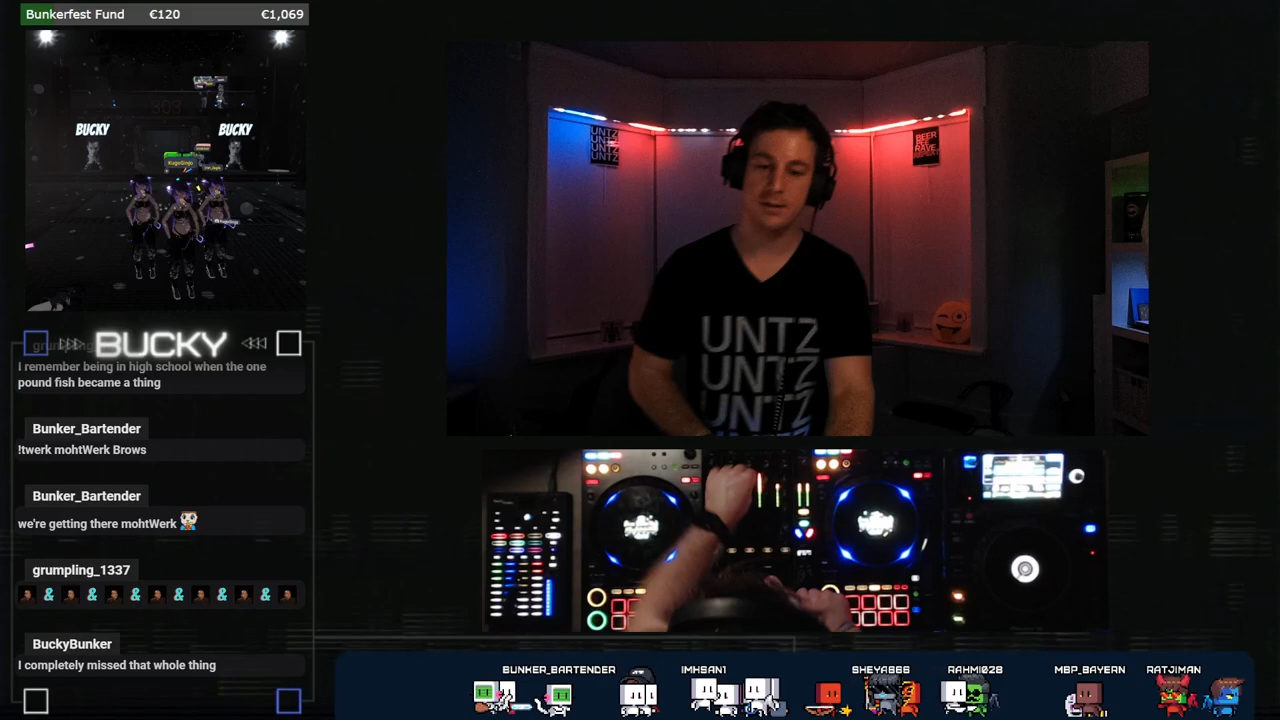 Bunkerfest Fund €120 €1,069
BUCKY BUCKY
BUCKY
I remember being in high school when the one
pound fish became a thing
Bunker_Bartender
!twerk mohtWerk Brows
Bunker_Bartender
we're getting there mohtWerk
grumpling_1337
& & & & & &
BuckyBunker
I completely missed that whole thing
UNTZ
UNTZ
UNTZ
UNTZ
BEER
RAVE
UNTZ
UNTZ
UNTZ
BUNKER_BARTENDER IMHSAN1 SHEYA666 RAHMI028 MBP_BAYERN RATJIMAN